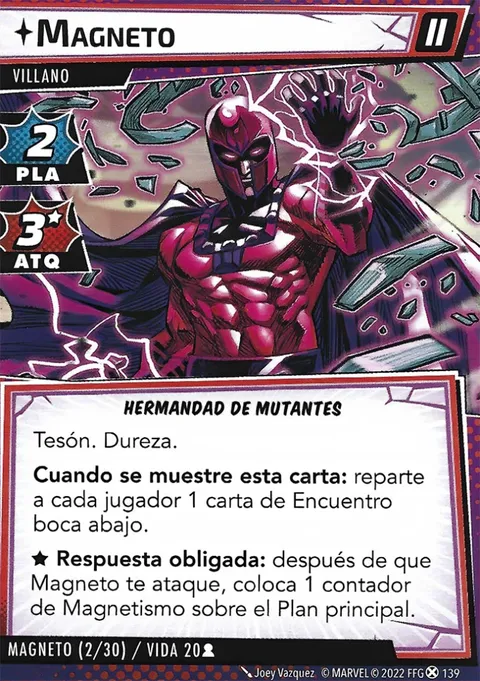 MAGNETO
II
VILLANO
2
PLA
3
ATQ
HERMANDAD DE MUTANTES
Tesón. Dureza.
Cuando se muestre esta carta: reparte
a cada jugador 1 carta de Encuentro
boca abajo.
★ Respuesta obligada: después de que
Magneto te ataque, coloca 1 contador
de Magnetismo sobre el Plan principal.
MAGNETO (2/30) / VIDA 20
Joey Vazquez © MARVEL © 2022 FFG 139